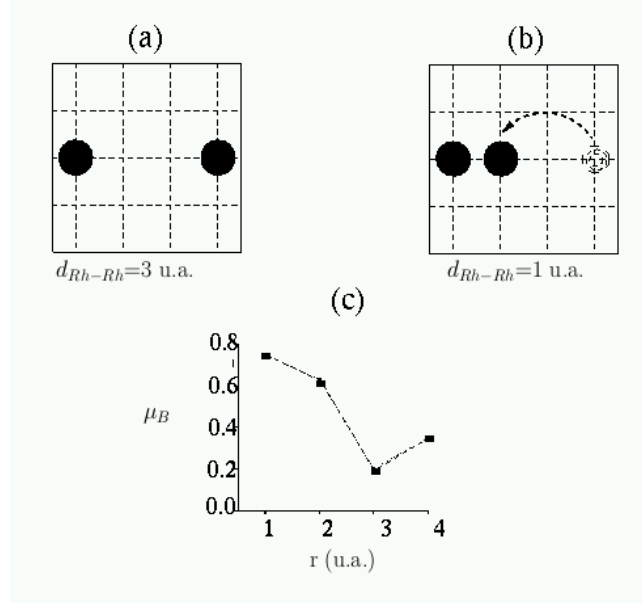 (a)
(b)
d_{Rh-Rh}=3 u.a.
d_{Rh-Rh}=1 u.a.
(c)
0.8
0.6
0.4
0.2
0.0
μ_B
1 2 3 4
r (u.a.)